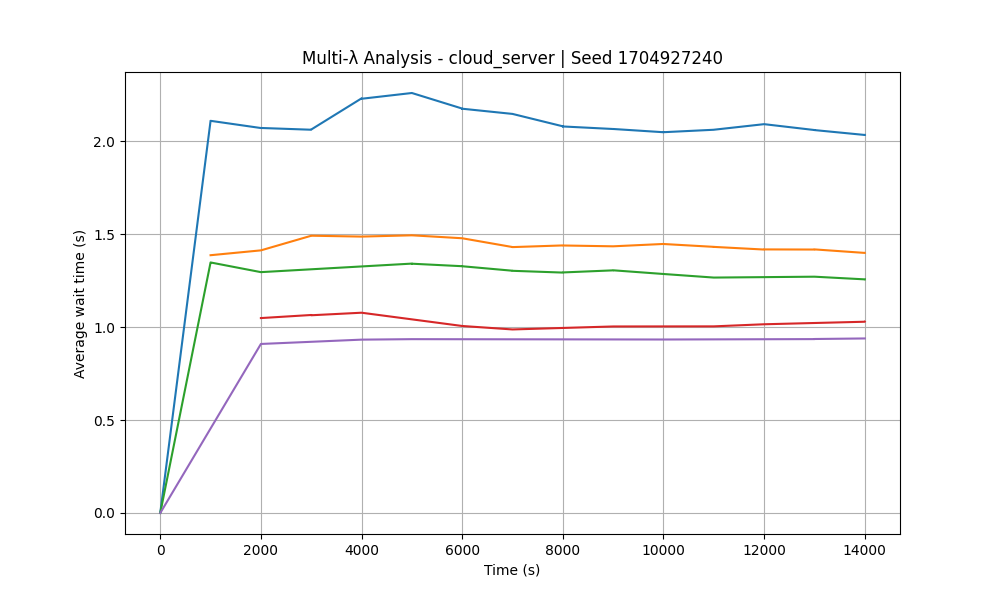 Multi-λ Analysis - cloud_server | Seed 1704927240
Average wait time (s)
2.0
1.5
1.0
0.5
0.0
0 2000 4000 6000 8000 10000 12000 14000
Time (s)